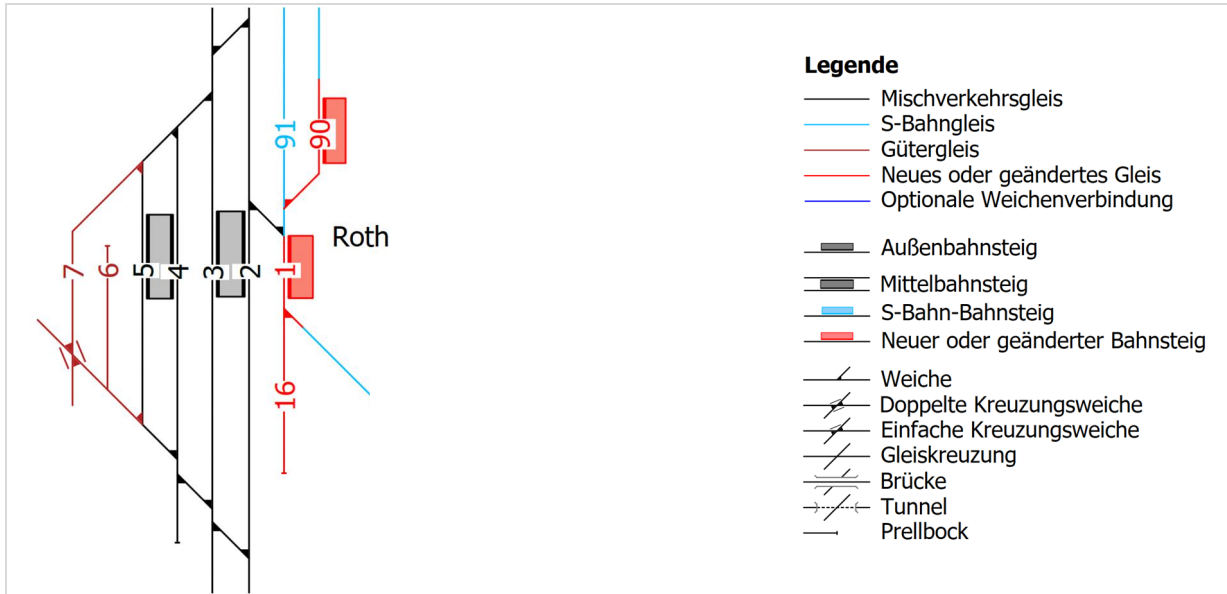 91
90
Roth
7
6
5
4
3
2
1
16
Legende
Mischverkehrsgleis
S-Bahngleis
Gütergleis
Neues oder geändertes Gleis
Optionale Weichenverbindung
Außenbahnsteig
Mittelbahnsteig
S-Bahn-Bahnsteig
Neuer oder geänderter Bahnsteig
Weiche
Doppelte Kreuzungsweiche
Einfache Kreuzungsweiche
Gleiskreuzung
Brücke
Tunnel
Prellbock